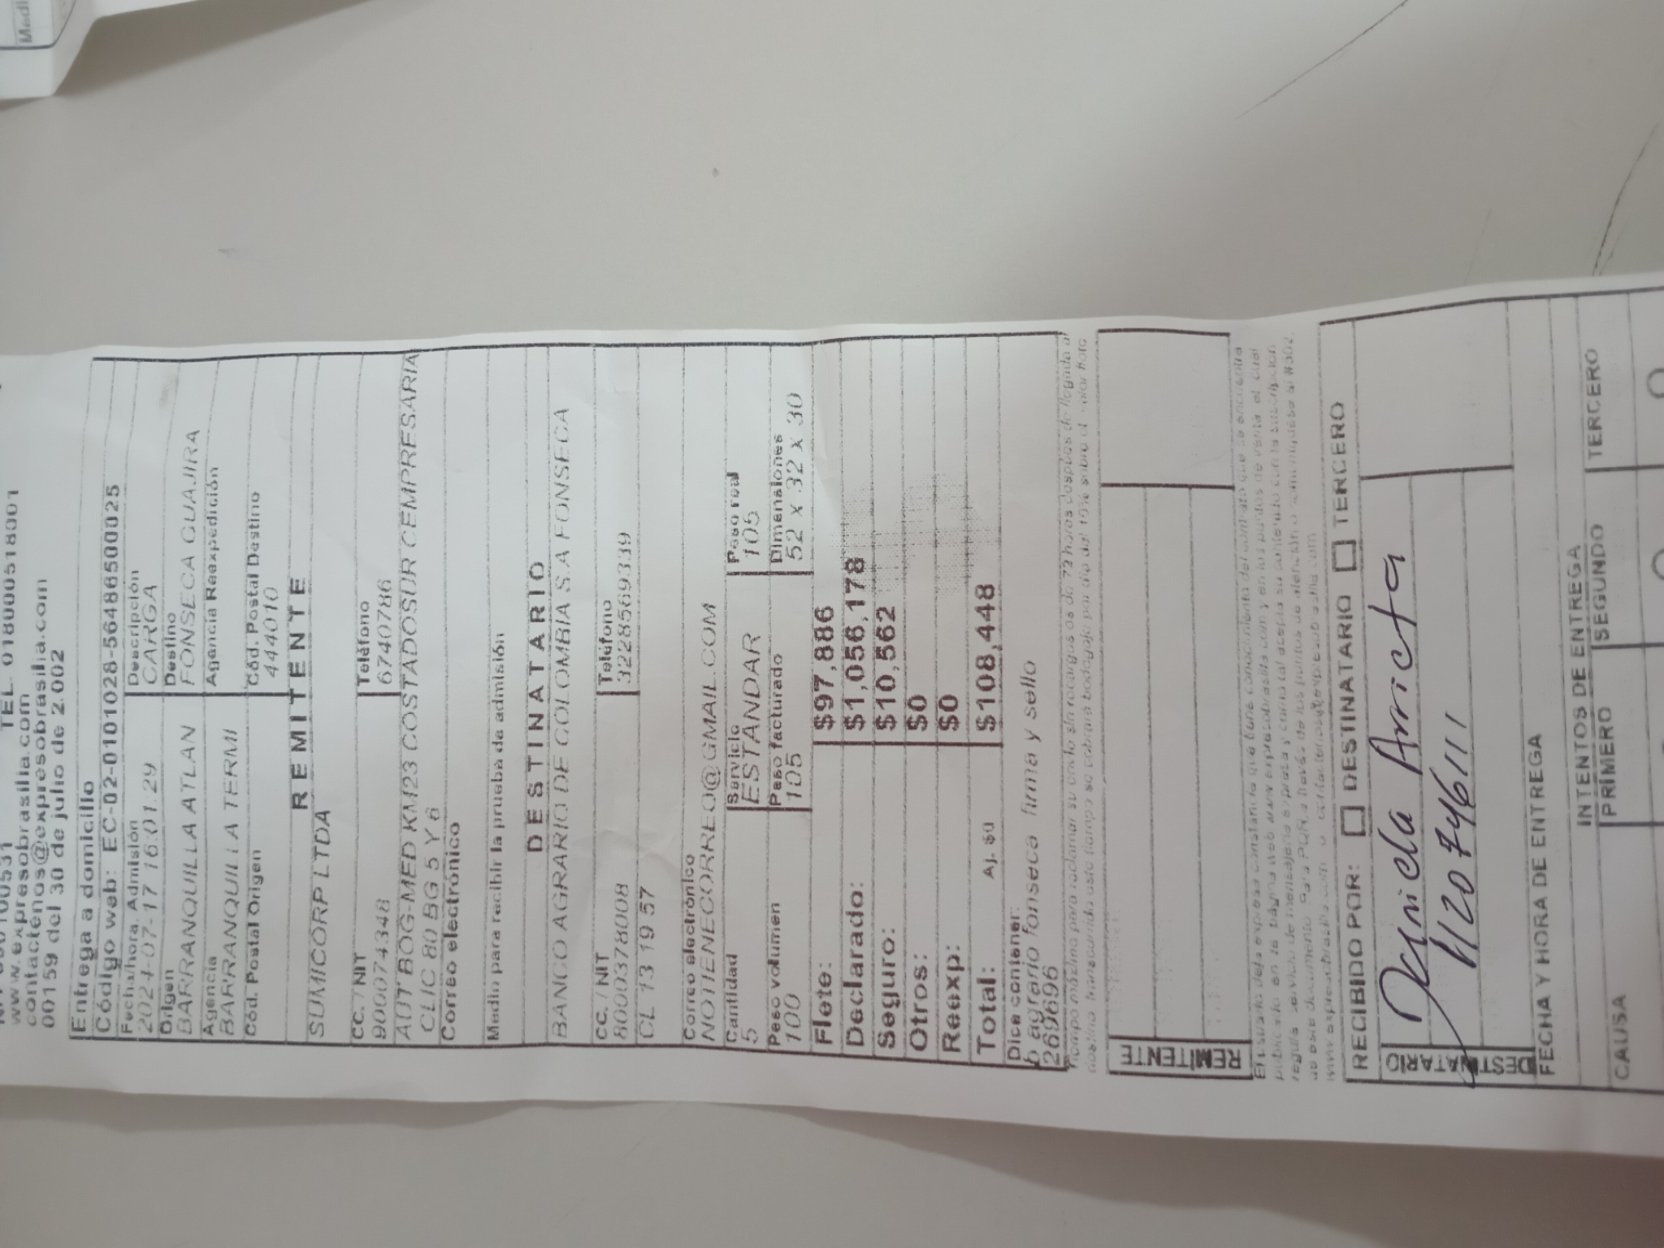 TEL. 018000518001
www.expresobrasilia.com
contactenos@expresobrasilia.com
00159 del 30 de julio de 2.002
Entrega a domicilio
Código web: EC-02-0101028-56486500025
Fecha/hora Admisión Descripción
2024-07-17 16:01:29 CARGA
Origen Destino
BARRANQUILLA ATLAN FONSECA GUAJIRA
Agencia Agencia Reexpedición
BARRANQUILLA TERMI
Cód. Postal Origen Cód. Postal Destino
444010
REMITENTE
SUMICORP LTDA
CC. / NIT Teléfono
900074348 6740786
AUT BOG-MED KM23 COSTADOSUR C EMPRESARIA
CLIC 80 BG 5 Y 6
Correo electrónico
Medio para recibir la prueba de admisión
DESTINATARIO
BANCO AGRARIO DE COLOMBIA S.A FONSECA
CC. / NIT Teléfono
8000378008 3228569339
CL 13 19 57
Correo electrónico
NOTIENECORREO@GMAIL.COM
Cantidad Servicio Peso real
5 ESTANDAR 105
Peso volumen Peso facturado Dimensiones
100 105 52 x 32 x 30
Flete: $97,886
Declarado: $1,056,178
Seguro: $10,562
Otros: $0
Reexp: $0
Total: Aj. $0 $108,448
Dice contener:
b agrario fonseca firma y sello
269696
REMITENTE
RECIBIDO POR: DESTINATARIO TERCERO
Daniela Arrieta
1120746111
DESTINATARIO
FECHA Y HORA DE ENTREGA
INTENTOS DE ENTREGA
CAUSA PRIMERO SEGUNDO TERCERO